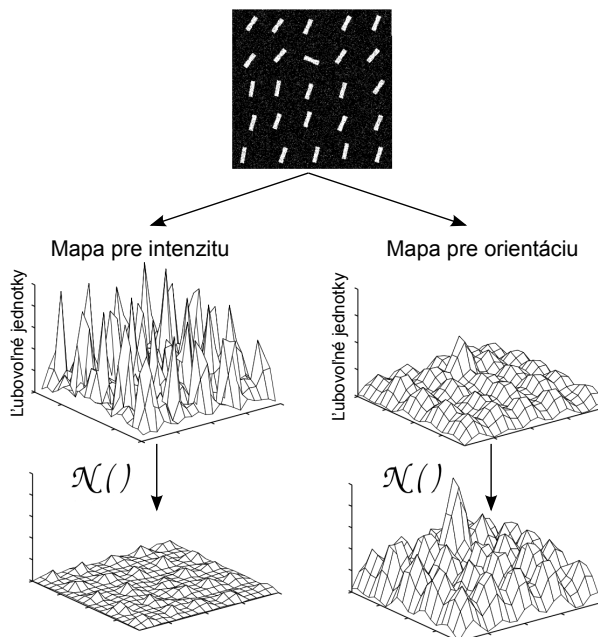 Mapa pre intenzitu
Mapa pre orientáciu
Ľubovoľné jednotky
Ľubovoľné jednotky
N( )
N( )